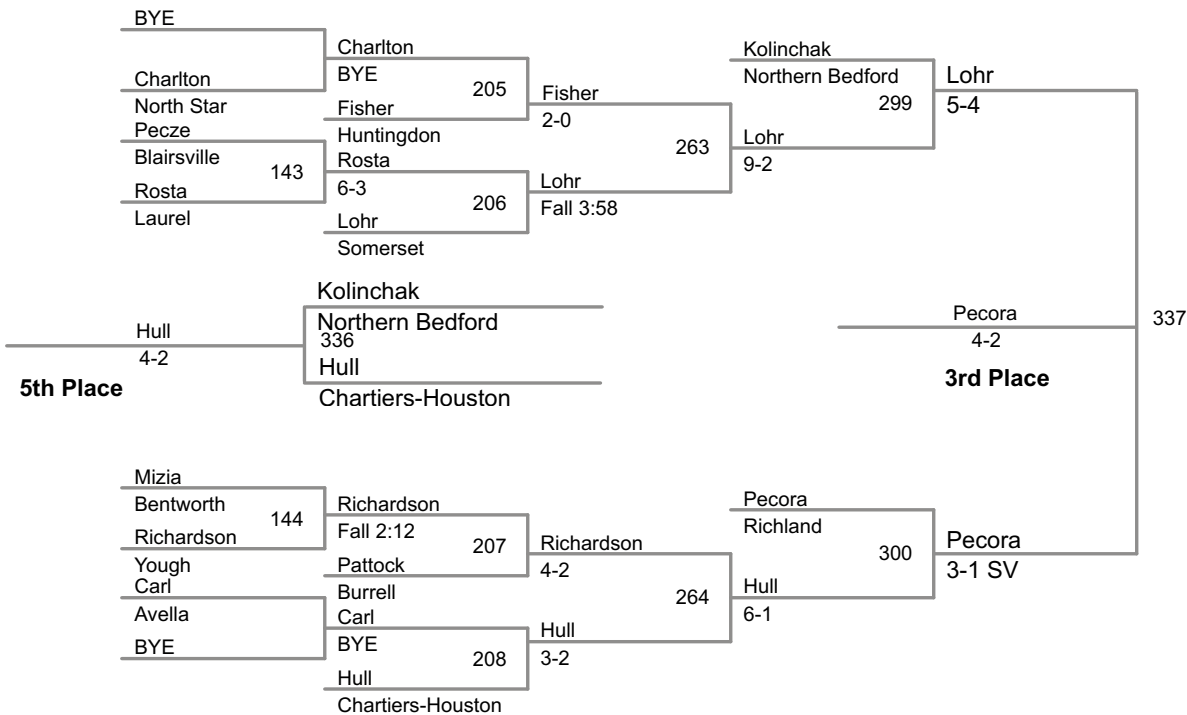 BYE
Charlton
North Star
Pecze
Blairsville
143
Rosta
Laurel
Charlton
BYE
205
Fisher
Huntingdon
Rosta
6-3
206
Lohr
Somerset
Fisher
2-0
263
Lohr
Fall 3:58
Kolinchak
Northern Bedford
299
Lohr
9-2
Lohr
5-4
Kolinchak
Northern Bedford
336
Hull
Chartiers-Houston
Hull
4-2
5th Place
Pecora
4-2
337
3rd Place
Mizia
Bentworth
144
Richardson
Yough
Carl
Avella
BYE
Richardson
Fall 2:12
207
Pattock
Burrell
Carl
BYE
208
Hull
Chartiers-Houston
Richardson
4-2
264
Hull
3-2
Pecora
Richland
300
Hull
6-1
Pecora
3-1 SV